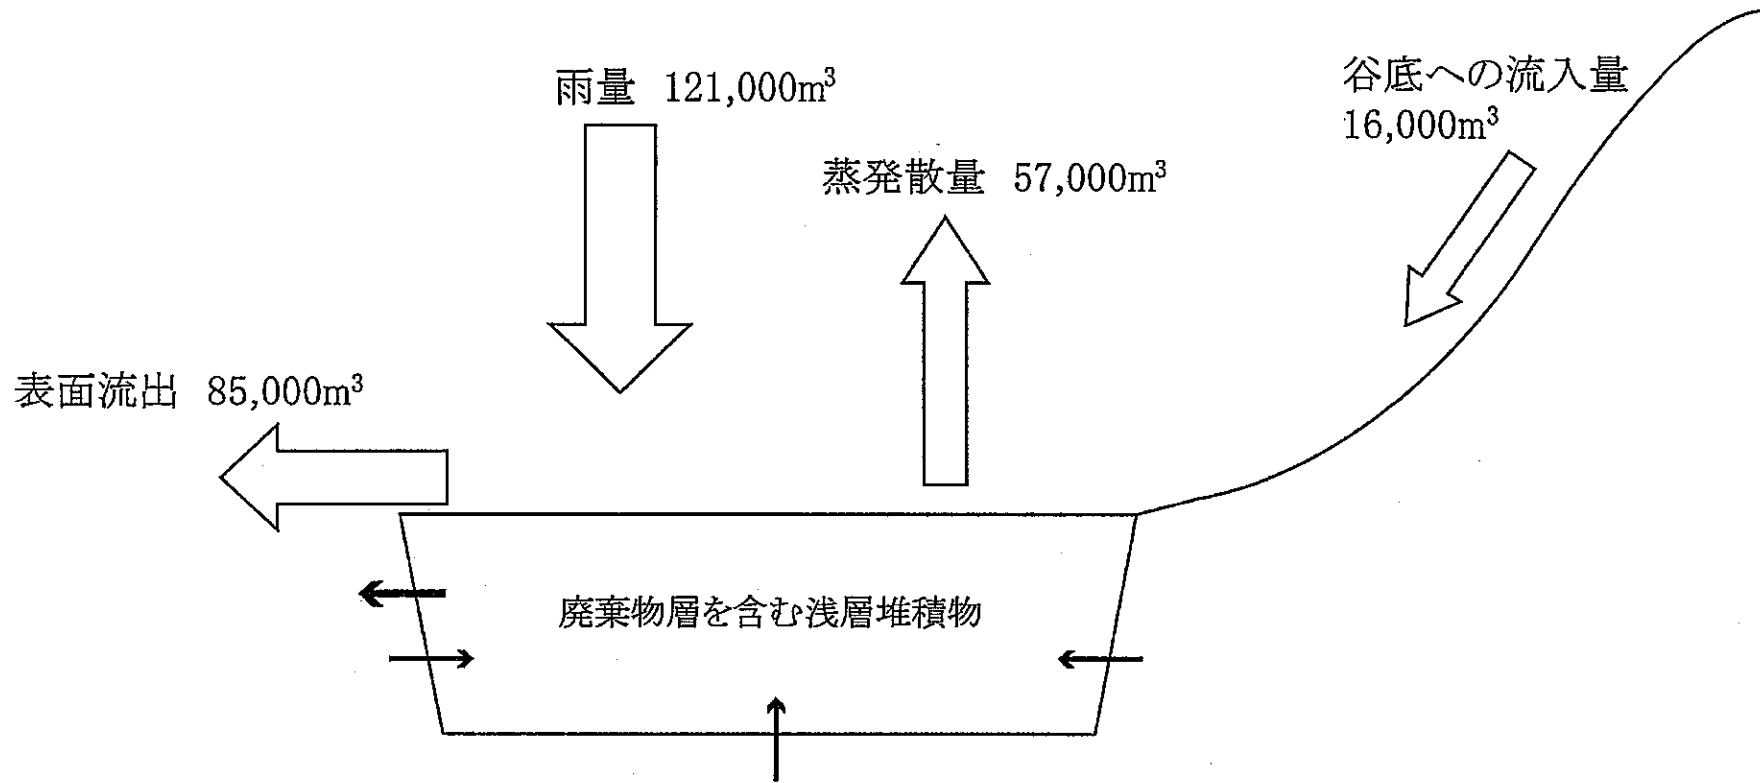 雨量 121,000m³
谷底への流入量
16,000m³
蒸発散量 57,000m³
表面流出 85,000m³
廃棄物層を含む浅層堆積物